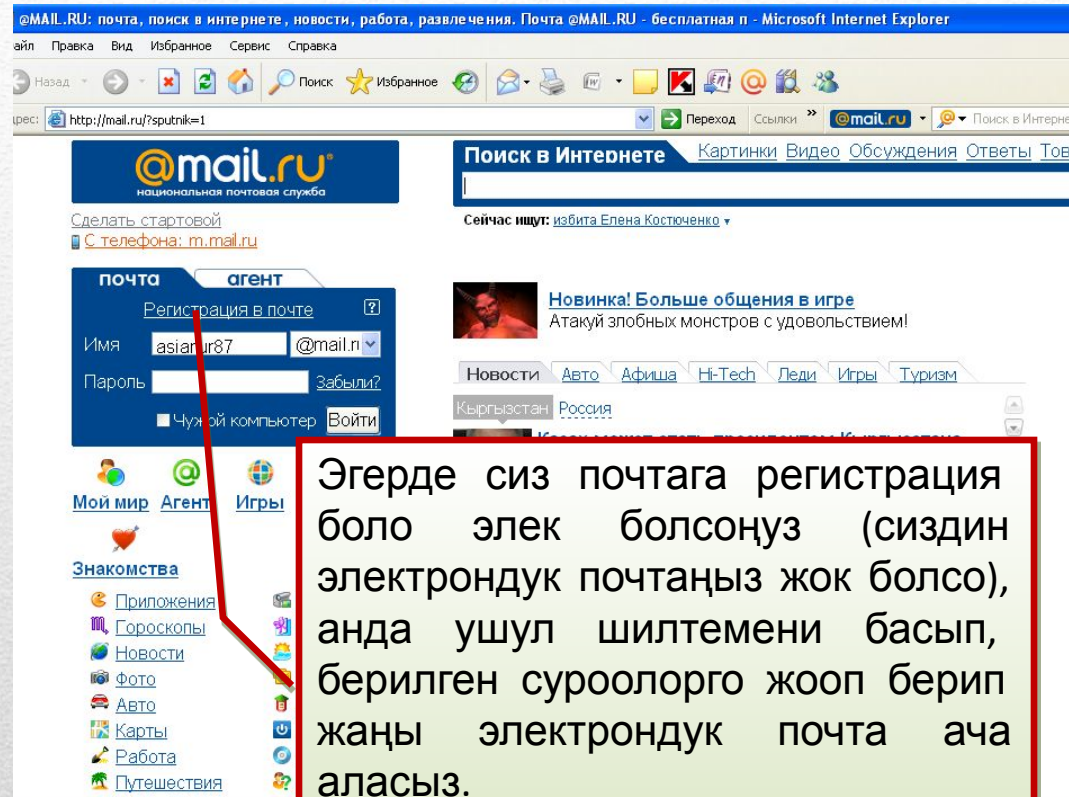 @MAIL.RU: почта, поиск в интернете, новости, работа, развлечения. Почта @MAIL.RU - бесплатная п - Microsoft Internet Explorer
айл Правка Вид Избранное Сервис Справка
Назад Поиск Избранное
дрес: http://mail.ru/?sputnik=1 Переход Ссылки » @mail.ru Поиск в Интерне
@mail.ru
национальная почтовая служба
Поиск в Интернете Картинки Видео Обсуждения Ответы Тов
Сделать стартовой
С телефона: m.mail.ru
Сейчас ищут: избита Елена Костюченко
почта агент
Регистрация в почте ?
Имя asianur87 @mail.r
Пароль Забыли?
Чужой компьютер Войти
Новинка! Больше общения в игре
Атакуй злобных монстров с удовольствием!
Новости Авто Афиша Hi-Tech Леди Игры Туризм
Кыргызстан Россия
Мой мир Агент Игры
Знакомства
Приложения
Гороскопы
Новости
Фото
Авто
Карты
Работа
Путешествия
Эгерде сиз почтага регистрация
боло элек болсоңуз (сиздин
электрондук почтаңыз жок болсо),
анда ушул шилтемени басып,
берилген суроолорго жооп берип
жаңы электрондук почта ача
аласыз.